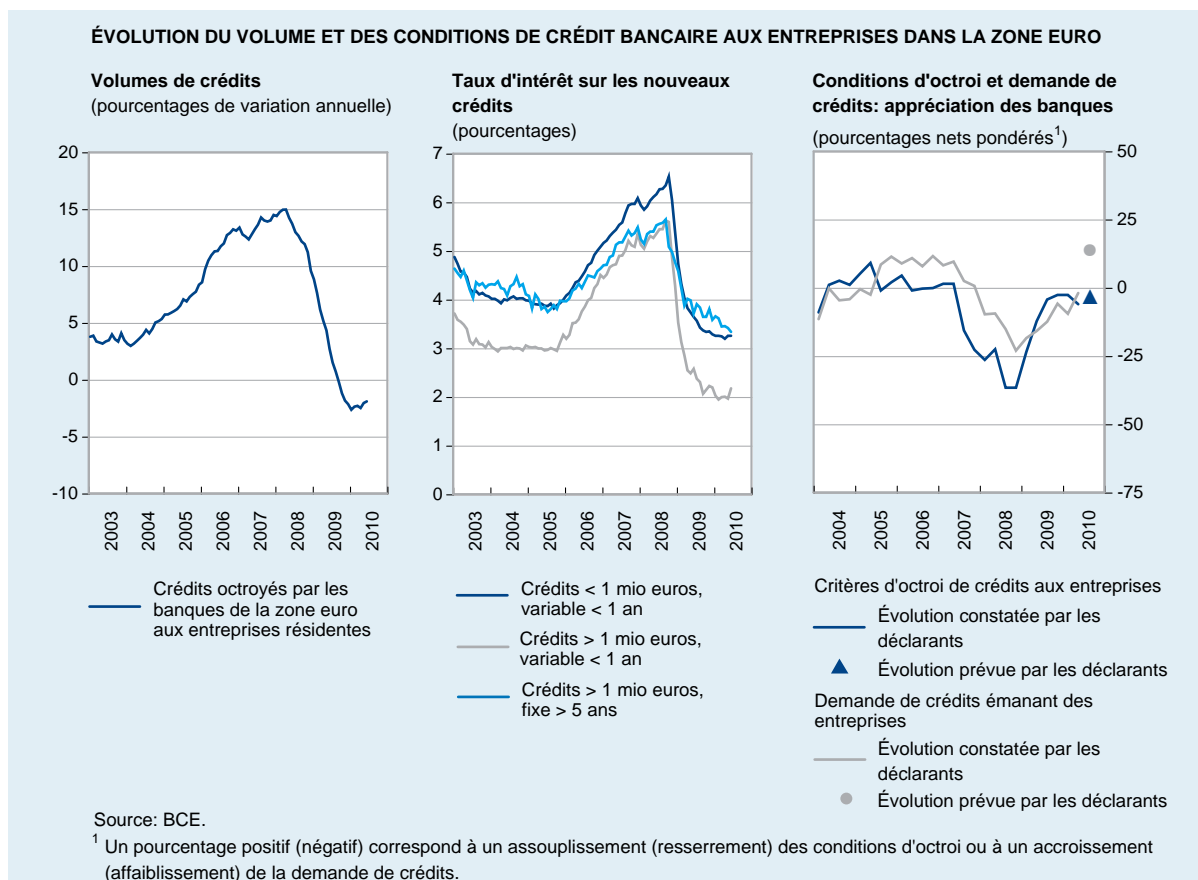 ÉVOLUTION DU VOLUME ET DES CONDITIONS DE CRÉDIT BANCAIRE AUX ENTREPRISES DANS LA ZONE EURO
Volumes de crédits
(pourcentages de variation annuelle)
20
15
10
5
0
-5
-10
2003
2004
2005
2006
2007
2008
2009
2010
Crédits octroyés par les
banques de la zone euro
aux entreprises résidentes
Taux d'intérêt sur les nouveaux
crédits
(pourcentages)
7
6
5
4
3
2
1
0
2003
2004
2005
2006
2007
2008
2009
2010
Crédits < 1 mio euros,
variable < 1 an
Crédits > 1 mio euros,
variable < 1 an
Crédits > 1 mio euros,
fixe > 5 ans
Conditions d'octroi et demande de
crédits: appréciation des banques
(pourcentages nets pondérés1)
50
25
0
-25
-50
-75
2004
2005
2006
2007
2008
2009
2010
Critères d'octroi de crédits aux entreprises
Évolution constatée par les
déclarants
Évolution prévue par les déclarants
Demande de crédits émanant des
entreprises
Évolution constatée par les
déclarants
Évolution prévue par les déclarants
Source: BCE.
1 Un pourcentage positif (négatif) correspond à un assouplissement (resserrement) des conditions d'octroi ou à un accroissement
(affaiblissement) de la demande de crédits.